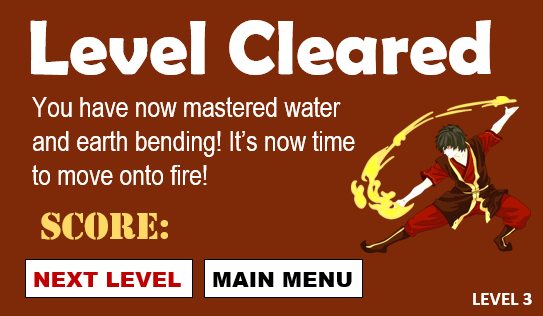 Level Cleared
You have now mastered water
and earth bending! It's now time
to move onto fire!
SCORE:
NEXT LEVEL
MAIN MENU
LEVEL 3